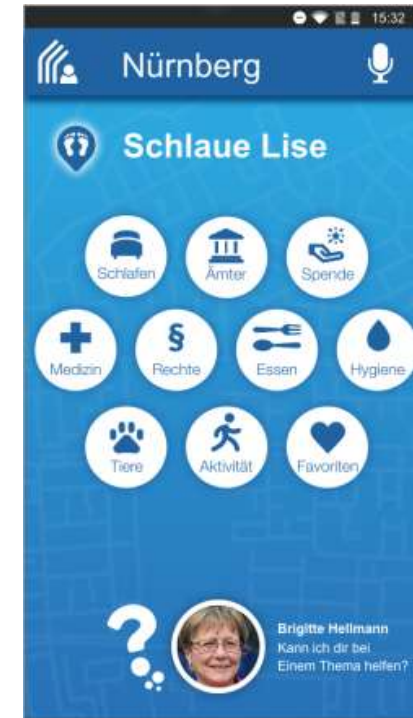 15:32
Nürnberg
Schlaue Lise
Schlafen
Ämter
Spende
Medizin
§
Rechte
Essen
Hygiene
Tiere
Aktivität
Favoriten
?
Brigitte Hellmann
Kann ich dir bei
Einem Thema helfen?